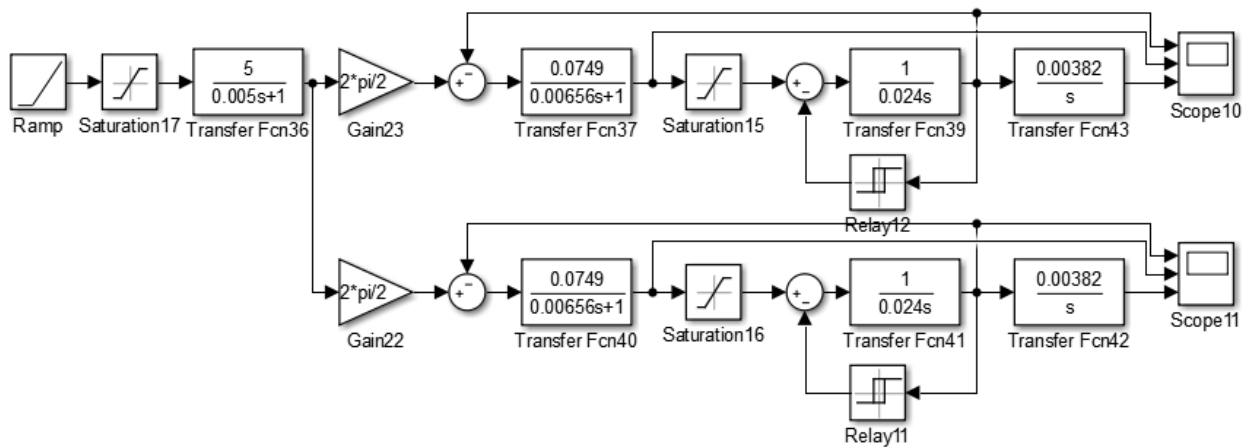 5
0.005s+1
2*pi/2
+
−
0.0749
0.00656s+1
+
−
1
0.024s
0.00382
s
Scope10
Ramp
Saturation17
Transfer Fcn36
Gain23
Transfer Fcn37
Saturation15
Transfer Fcn39
Transfer Fcn43
Relay12
2*pi/2
+
−
0.0749
0.00656s+1
+
−
1
0.024s
0.00382
s
Scope11
Gain22
Transfer Fcn40
Saturation16
Transfer Fcn41
Transfer Fcn42
Relay11